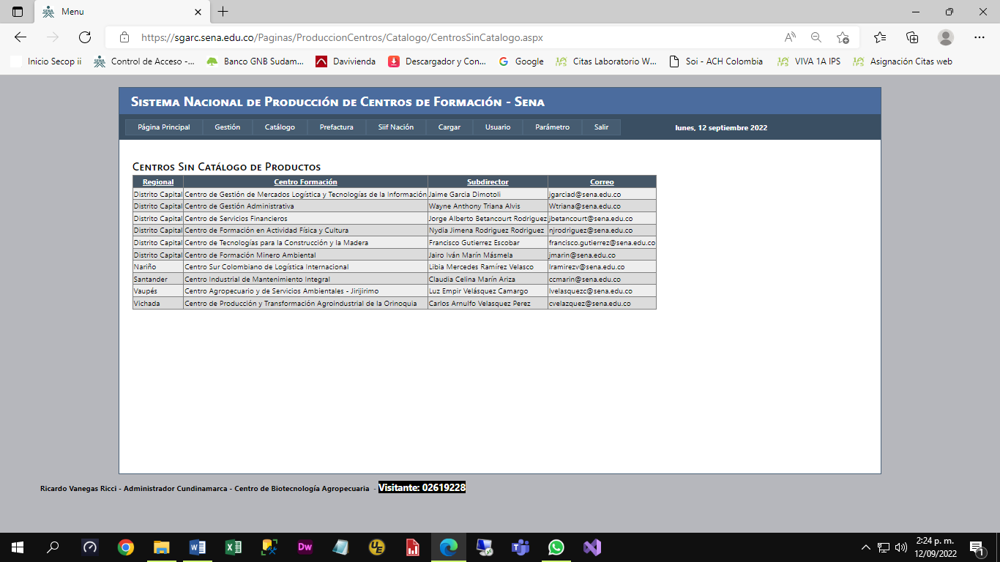 Menu
https://sgarc.sena.edu.co/Paginas/ProduccionCentros/Catalogo/CentrosSinCatalogo.aspx
Inicio Secop ii Control de Acceso -... Banco GNB Sudam... Davivienda Descargador y Con... Google Citas Laboratorio W... Soi - ACH Colombia VIVA 1A IPS Asignación Citas web
Sistema Nacional de Producción de Centros de Formación - Sena
Página Principal Gestión Catálogo Prefactura Siif Nación Cargar Usuario Parámetro Salir lunes, 12 septiembre 2022
Centros Sin Catálogo de Productos
Regional Centro Formación Subdirector Correo
Distrito Capital Centro de Gestión de Mercados Logística y Tecnologías de la Información Jaime Garcia Dimotoli jgarciad@sena.edu.co
Distrito Capital Centro de Gestión Administrativa Wayne Anthony Triana Alvis Wtriana@sena.edu.co
Distrito Capital Centro de Servicios Financieros Jorge Alberto Betancourt Rodriguez jbetancourt@sena.edu.co
Distrito Capital Centro de Formación en Actividad Física y Cultura Nydia Jimena Rodriguez Rodriguez njrodriguez@sena.edu.co
Distrito Capital Centro de Tecnologías para la Construcción y la Madera Francisco Gutierrez Escobar francisco.gutierrez@sena.edu.co
Distrito Capital Centro de Formación Minero Ambiental Jairo Iván Marín Másmela jmarin@sena.edu.co
Nariño Centro Sur Colombiano de Logística Internacional Libia Mercedes Ramírez Velasco lramirezv@sena.edu.co
Santander Centro Industrial de Mantenimiento Integral Claudia Celina Marín Ariza ccmarin@sena.edu.co
Vaupés Centro Agropecuario y de Servicios Ambientales - Jirijirimo Luz Empir Velásquez Camargo lvelasquezc@sena.edu.co
Vichada Centro de Producción y Transformación Agroindustrial de la Orinoquia Carlos Arnulfo Velasquez Perez cvelazquez@sena.edu.co
Ricardo Vanegas Ricci - Administrador Cundinamarca - Centro de Biotecnología Agropecuaria - Visitante: 02619228
2:24 p. m.
12/09/2022